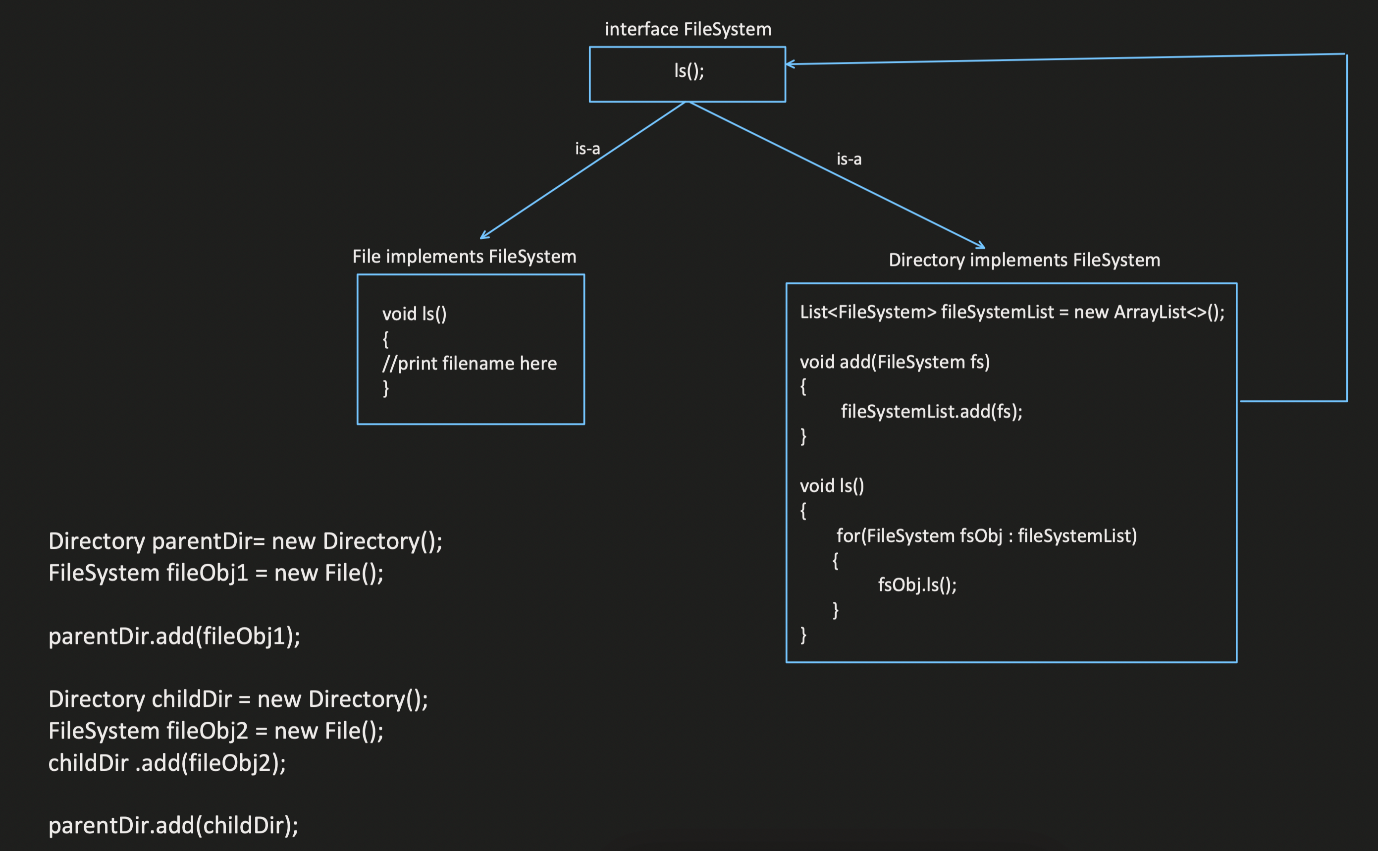 interface FileSystem
ls();
is-a
is-a
File implements FileSystem
void ls()
{
//print filename here
}
Directory implements FileSystem
List<FileSystem> fileSystemList = new ArrayList<>();
void add(FileSystem fs)
{
fileSystemList.add(fs);
}
void ls()
{
for(FileSystem fsObj : fileSystemList)
{
fsObj.ls();
}
}
Directory parentDir= new Directory();
FileSystem fileObj1 = new File();
parentDir.add(fileObj1);
Directory childDir = new Directory();
FileSystem fileObj2 = new File();
childDir .add(fileObj2);
parentDir.add(childDir);